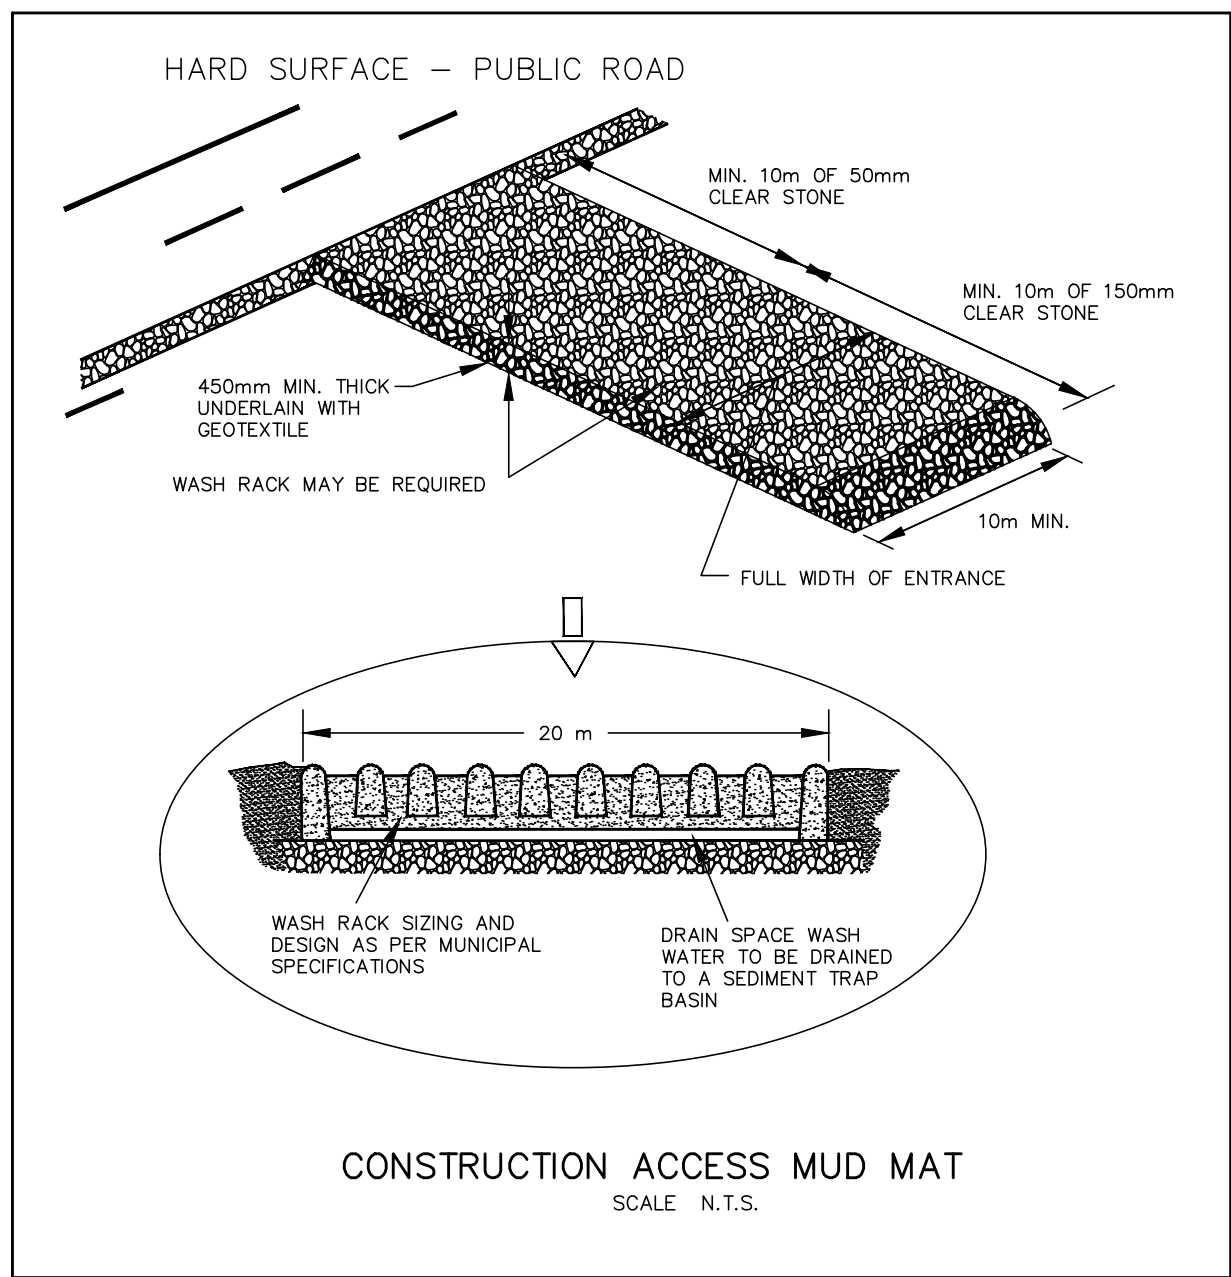 HARD SURFACE – PUBLIC ROAD
MIN. 10m OF 50mm
CLEAR STONE
MIN. 10m OF 150mm
CLEAR STONE
450mm MIN. THICK
UNDERLAIN WITH
GEOTEXTILE
WASH RACK MAY BE REQUIRED
10m MIN.
FULL WIDTH OF ENTRANCE
20 m
WASH RACK SIZING AND
DESIGN AS PER MUNICIPAL
SPECIFICATIONS
DRAIN SPACE WASH
WATER TO BE DRAINED
TO A SEDIMENT TRAP
BASIN
CONSTRUCTION ACCESS MUD MAT
SCALE N.T.S.